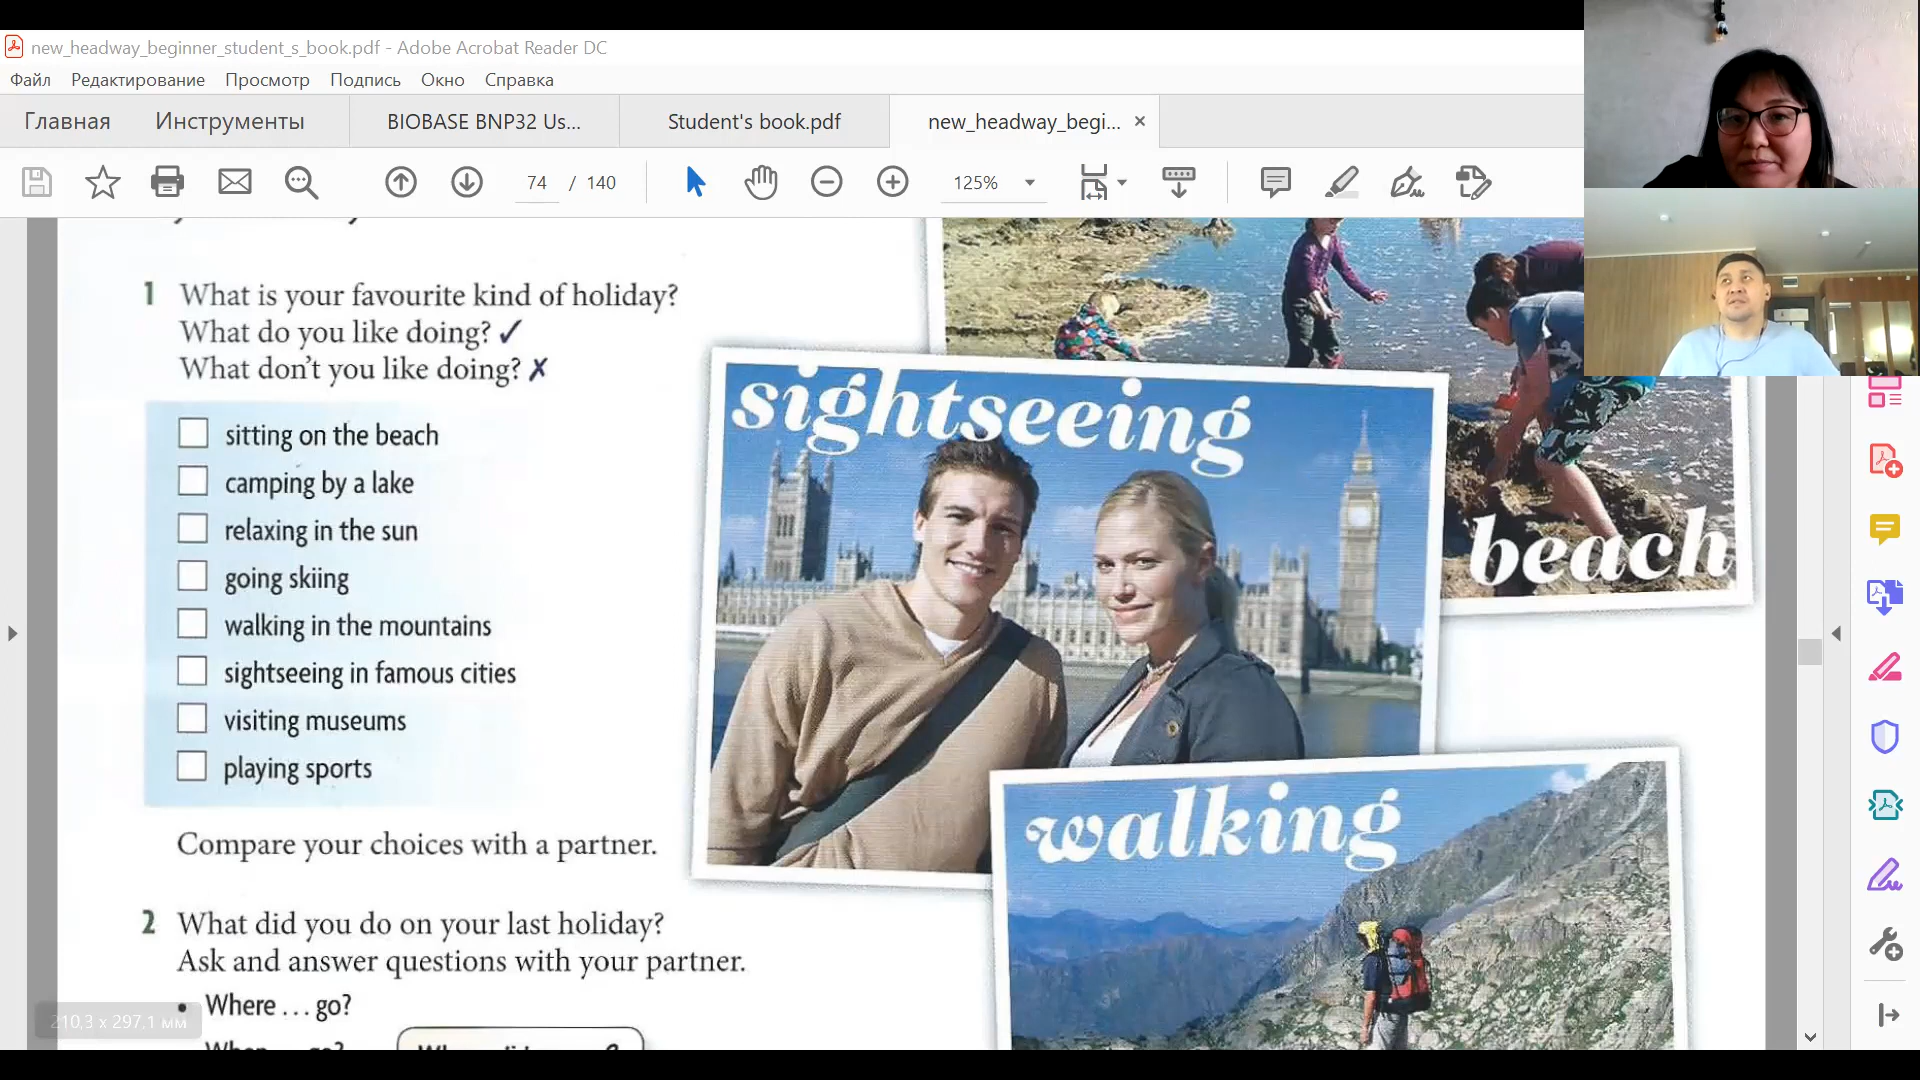 new_headway_beginner_student_s_book.pdf - Adobe Acrobat Reader DC
Файл Редактирование Просмотр Подпись Окно Справка
Главная Инструменты BIOBASE BNP32 Us... Student's book.pdf new_headway_begi... ×
74 / 140 125%
1 What is your favourite kind of holiday?
What do you like doing? ✓
What don't you like doing? ✗
sitting on the beach
camping by a lake
relaxing in the sun
going skiing
walking in the mountains
sightseeing in famous cities
visiting museums
playing sports
Compare your choices with a partner.
2 What did you do on your last holiday?
Ask and answer questions with your partner.
• Where … go?
sightseeing
beach
walking
210,3 x 297,1 мм